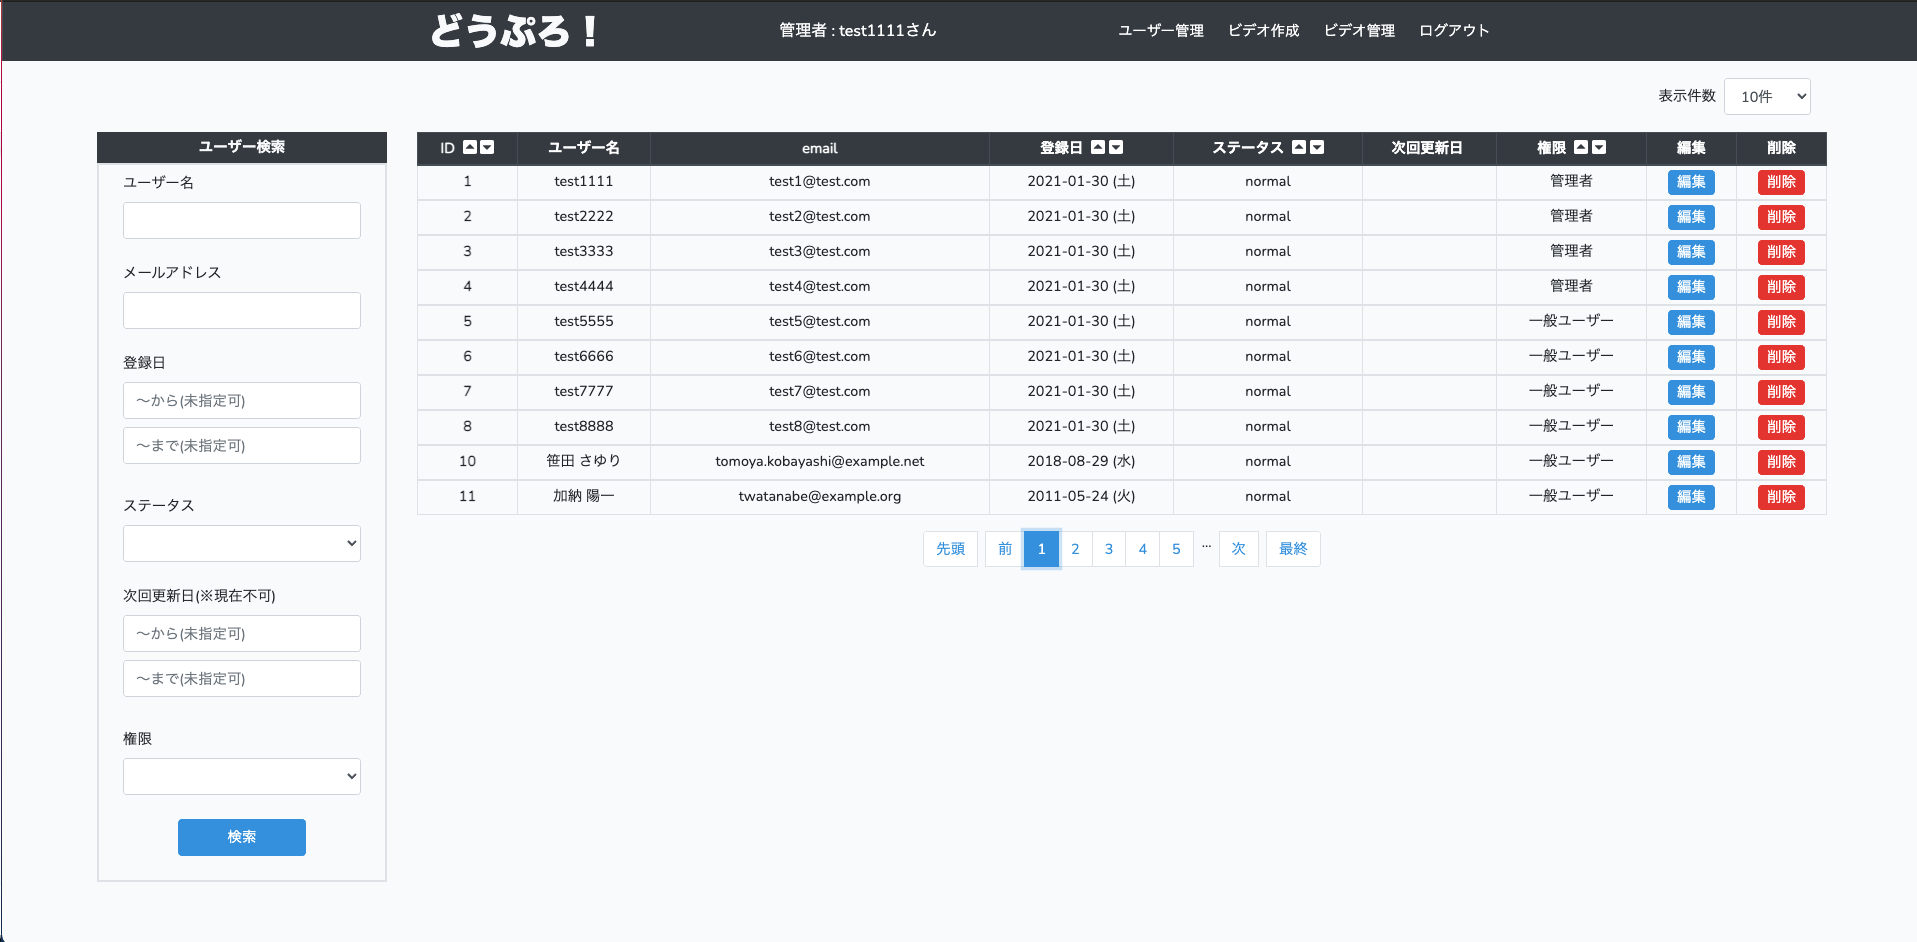 どうぷろ！ 管理者 : test1111さん ユーザー管理 ビデオ作成 ビデオ管理 ログアウト
表示件数 10件
ユーザー検索
ユーザー名
メールアドレス
登録日
〜から(未指定可)
〜まで(未指定可)
ステータス
次回更新日(※現在不可)
〜から(未指定可)
〜まで(未指定可)
権限
検索
ID ユーザー名 email 登録日 ステータス 次回更新日 権限 編集 削除
1 test1111 test1@test.com 2021-01-30 (土) normal 管理者 編集 削除
2 test2222 test2@test.com 2021-01-30 (土) normal 管理者 編集 削除
3 test3333 test3@test.com 2021-01-30 (土) normal 管理者 編集 削除
4 test4444 test4@test.com 2021-01-30 (土) normal 管理者 編集 削除
5 test5555 test5@test.com 2021-01-30 (土) normal 一般ユーザー 編集 削除
6 test6666 test6@test.com 2021-01-30 (土) normal 一般ユーザー 編集 削除
7 test7777 test7@test.com 2021-01-30 (土) normal 一般ユーザー 編集 削除
8 test8888 test8@test.com 2021-01-30 (土) normal 一般ユーザー 編集 削除
10 笹田 さゆり tomoya.kobayashi@example.net 2018-08-29 (水) normal 一般ユーザー 編集 削除
11 加納 陽一 twatanabe@example.org 2011-05-24 (火) normal 一般ユーザー 編集 削除
先頭 前 1 2 3 4 5 ... 次 最終